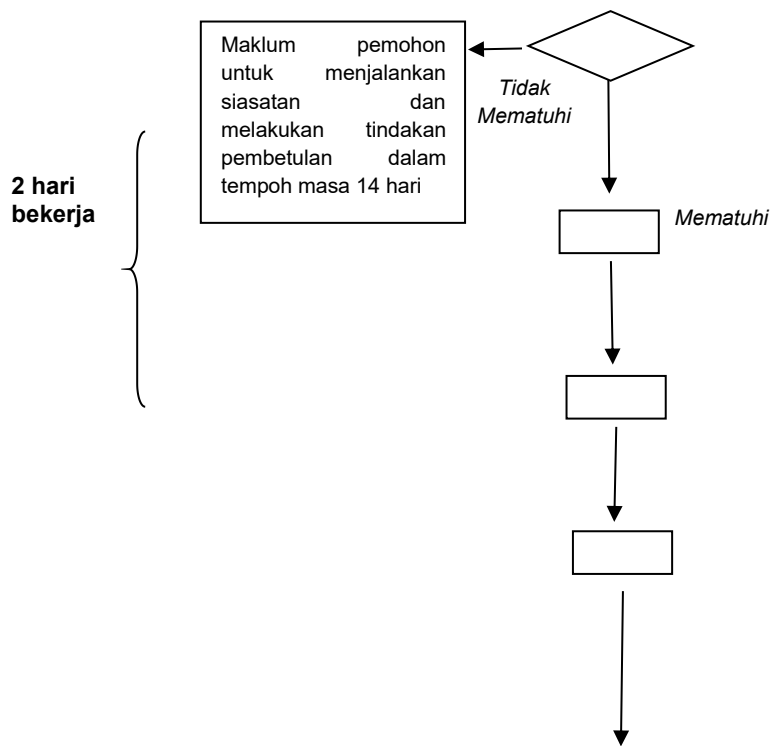 Maklum pemohon
untuk menjalankan
siasatan dan
melakukan tindakan
pembetulan dalam
tempoh masa 14 hari
Tidak
Mematuhi
2 hari
bekerja
Mematuhi